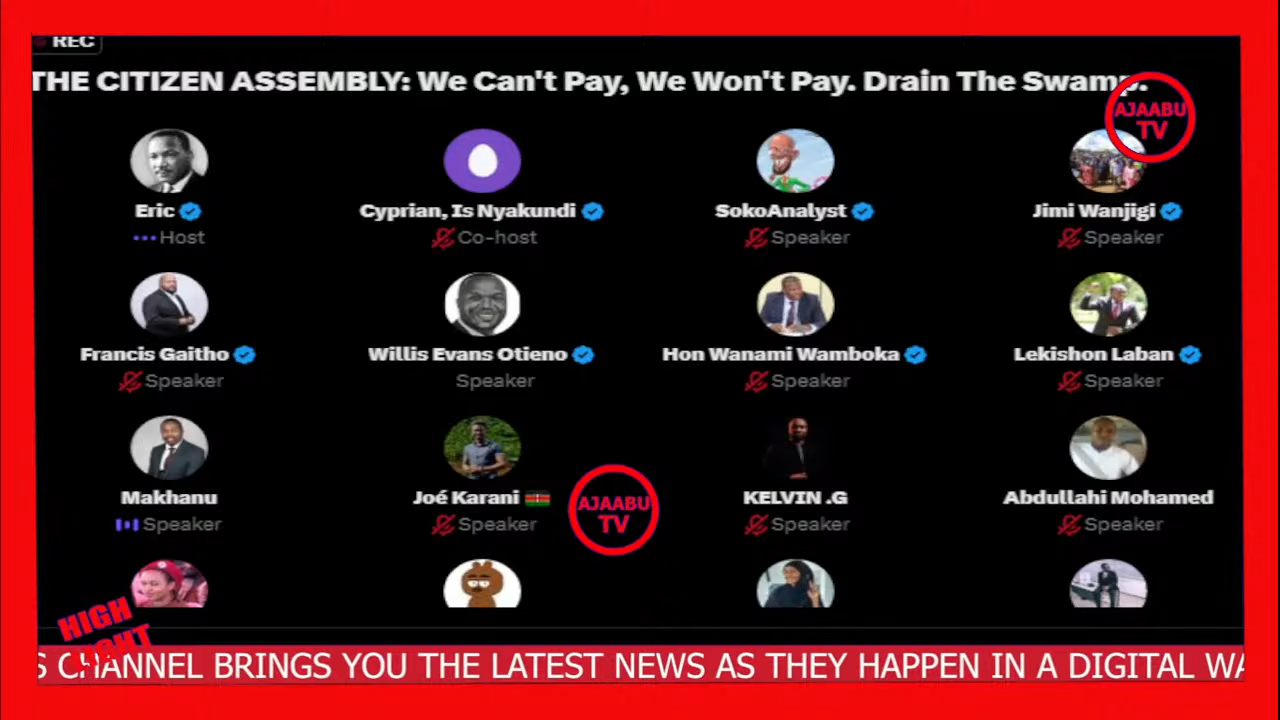 REC
THE CITIZEN ASSEMBLY: We Can't Pay, We Won't Pay. Drain The Swamp.
AJAABU
TV
Eric
Cyprian, Is Nyakundi
SokoAnalyst
Jimi Wanjigi
Host
Co-host
Speaker
Speaker
Francis Gaitho
Willis Evans Otieno
Hon Wanami Wamboka
Lekishon Laban
Speaker
Speaker
Speaker
Speaker
Makhanu
Joé Karani
KELVIN .G
Abdullahi Mohamed
Speaker
Speaker
Speaker
Speaker
AJAABU
TV
HIGH
S CHANNEL BRINGS YOU THE LATEST NEWS AS THEY HAPPEN IN A DIGITAL WA